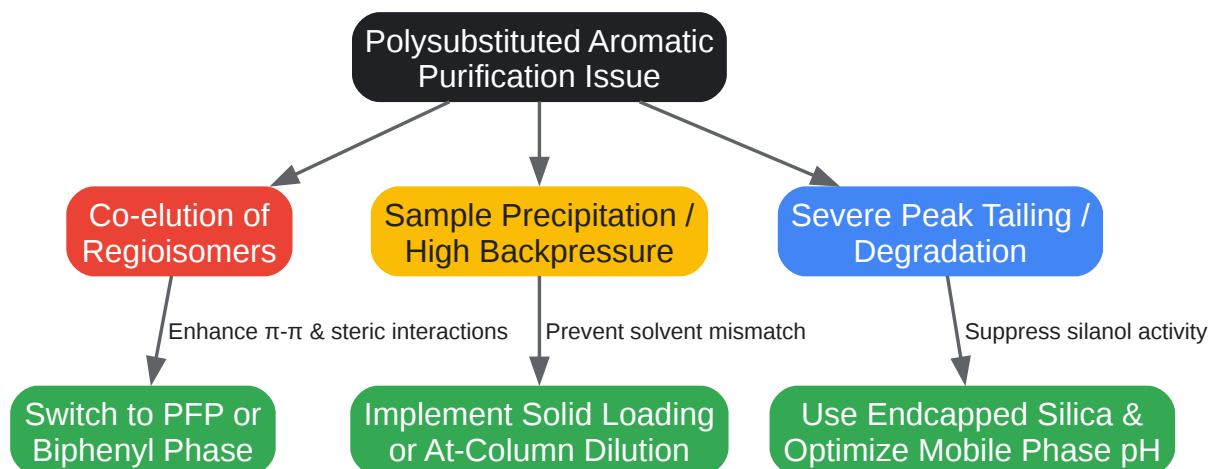 Polysubstituted Aromatic
Purification Issue
Co-elution of
Regioisomers
Sample Precipitation /
High Backpressure
Severe Peak Tailing /
Degradation
Enhance π-π & steric interactions
Prevent solvent mismatch
Suppress silanol activity
Switch to PFP or
Biphenyl Phase
Implement Solid Loading
or At-Column Dilution
Use Endcapped Silica &
Optimize Mobile Phase pH